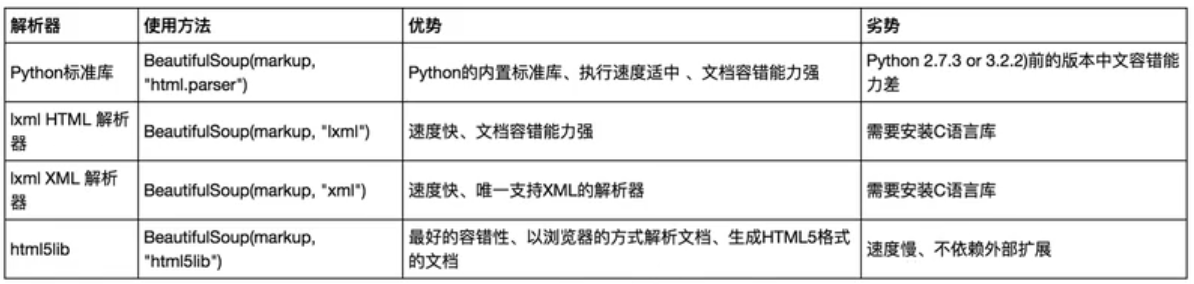 解析器 使用方法 优势 劣势
Python标准库 BeautifulSoup(markup, "html.parser") Python的内置标准库、执行速度适中 、文档容错能力强 Python 2.7.3 or 3.2.2)前的版本中文容错能力差
lxml HTML 解析器 BeautifulSoup(markup, "lxml") 速度快、文档容错能力强 需要安装C语言库
lxml XML 解析器 BeautifulSoup(markup, "xml") 速度快、唯一支持XML的解析器 需要安装C语言库
html5lib BeautifulSoup(markup, "html5lib") 最好的容错性、以浏览器的方式解析文档、生成HTML5格式的文档 速度慢、不依赖外部扩展